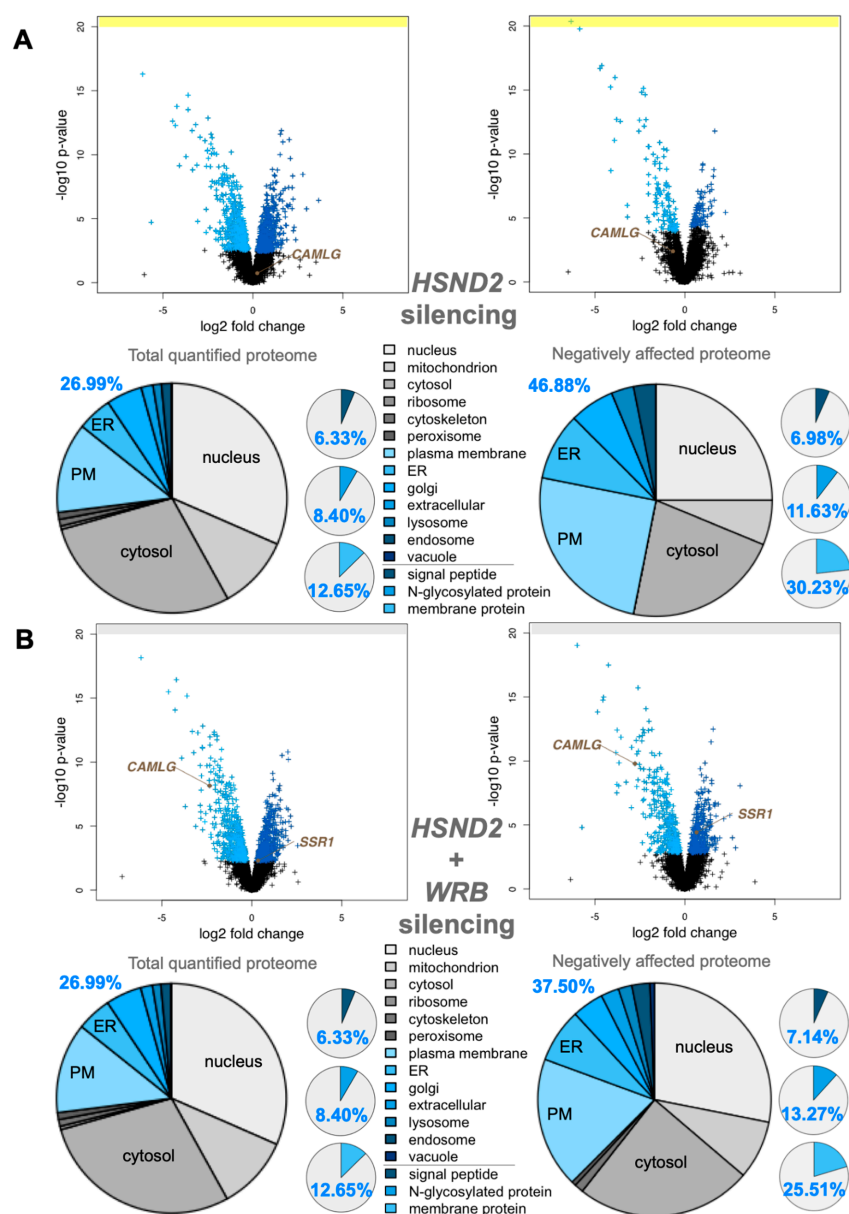 A
-log10 p-value
20
15
10
5
0
-5
0
5
log2 fold change
CAMLG
-log10 p-value
20
15
10
5
0
-5
0
5
log2 fold change
CAMLG
HSND2
silencing
Total quantified proteome
26.99%
ER
PM
nucleus
cytosol
6.33%
8.40%
12.65%
nucleus
mitochondrion
cytosol
ribosome
cytoskeleton
peroxisome
plasma membrane
ER
golgi
extracellular
lysosome
endosome
vacuole
signal peptide
N-glycosylated protein
membrane protein
Negatively affected proteome
46.88%
ER
PM
nucleus
cytosol
6.98%
11.63%
30.23%
B
-log10 p-value
20
15
10
5
0
-5
0
5
log2 fold change
CAMLG
SSR1
-log10 p-value
20
15
10
5
0
-5
0
5
log2 fold change
CAMLG
SSR1
HSND2
+
WRB
silencing
Total quantified proteome
26.99%
ER
PM
nucleus
cytosol
6.33%
8.40%
12.65%
nucleus
mitochondrion
cytosol
ribosome
cytoskeleton
peroxisome
plasma membrane
ER
golgi
extracellular
lysosome
endosome
vacuole
signal peptide
N-glycosylated protein
membrane protein
Negatively affected proteome
37.50%
ER
PM
nucleus
cytosol
7.14%
13.27%
25.51%